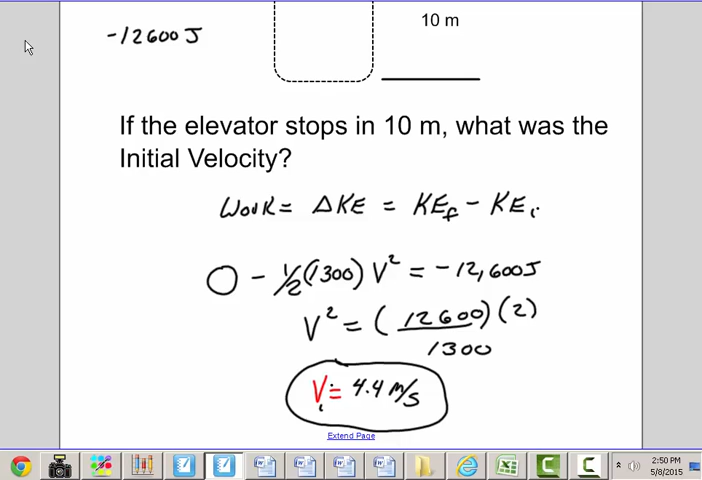 10 m
-12600 J
If the elevator stops in 10 m, what was the
Initial Velocity?
Work = ΔKE = KEf - KEi
0 - 1/2(1300) V² = -12,600J
V² = (12600/1300)(2)
Vi = 4.4 m/s
Extend Page
2:50 PM
5/8/2015